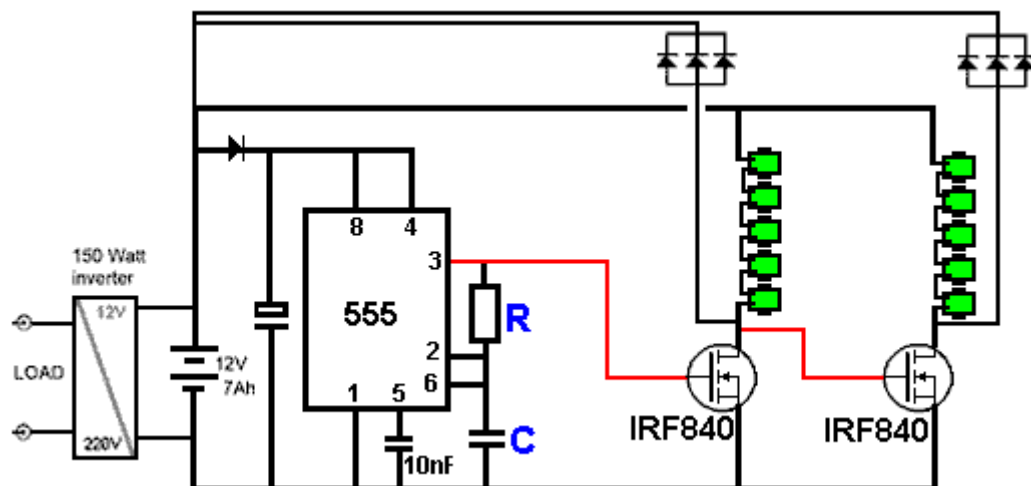 150 Watt
inverter
12V
LOAD
220V
12V
7Ah
8 4
3
555
R
2
6
1 5
10nF
C
IRF840
IRF840